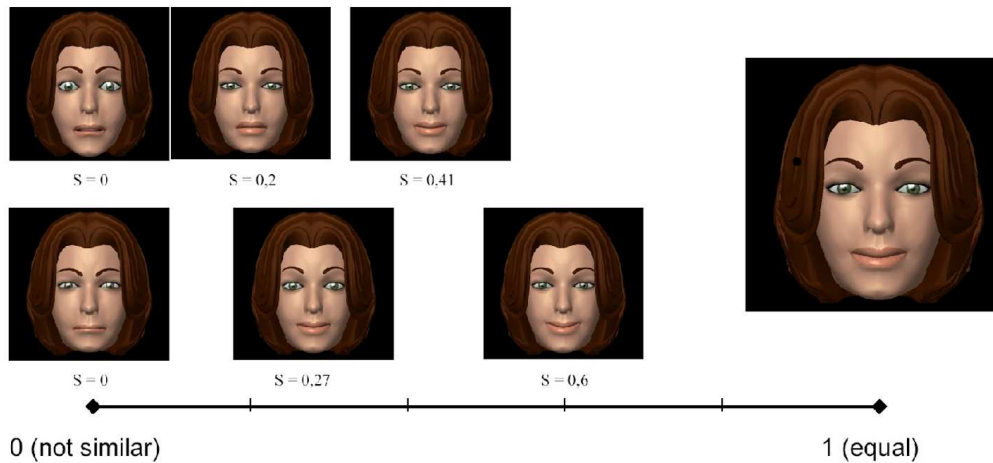 S = 0
S = 0,2
S = 0,41
S = 0
S = 0,27
S = 0,6
0 (not similar)
1 (equal)